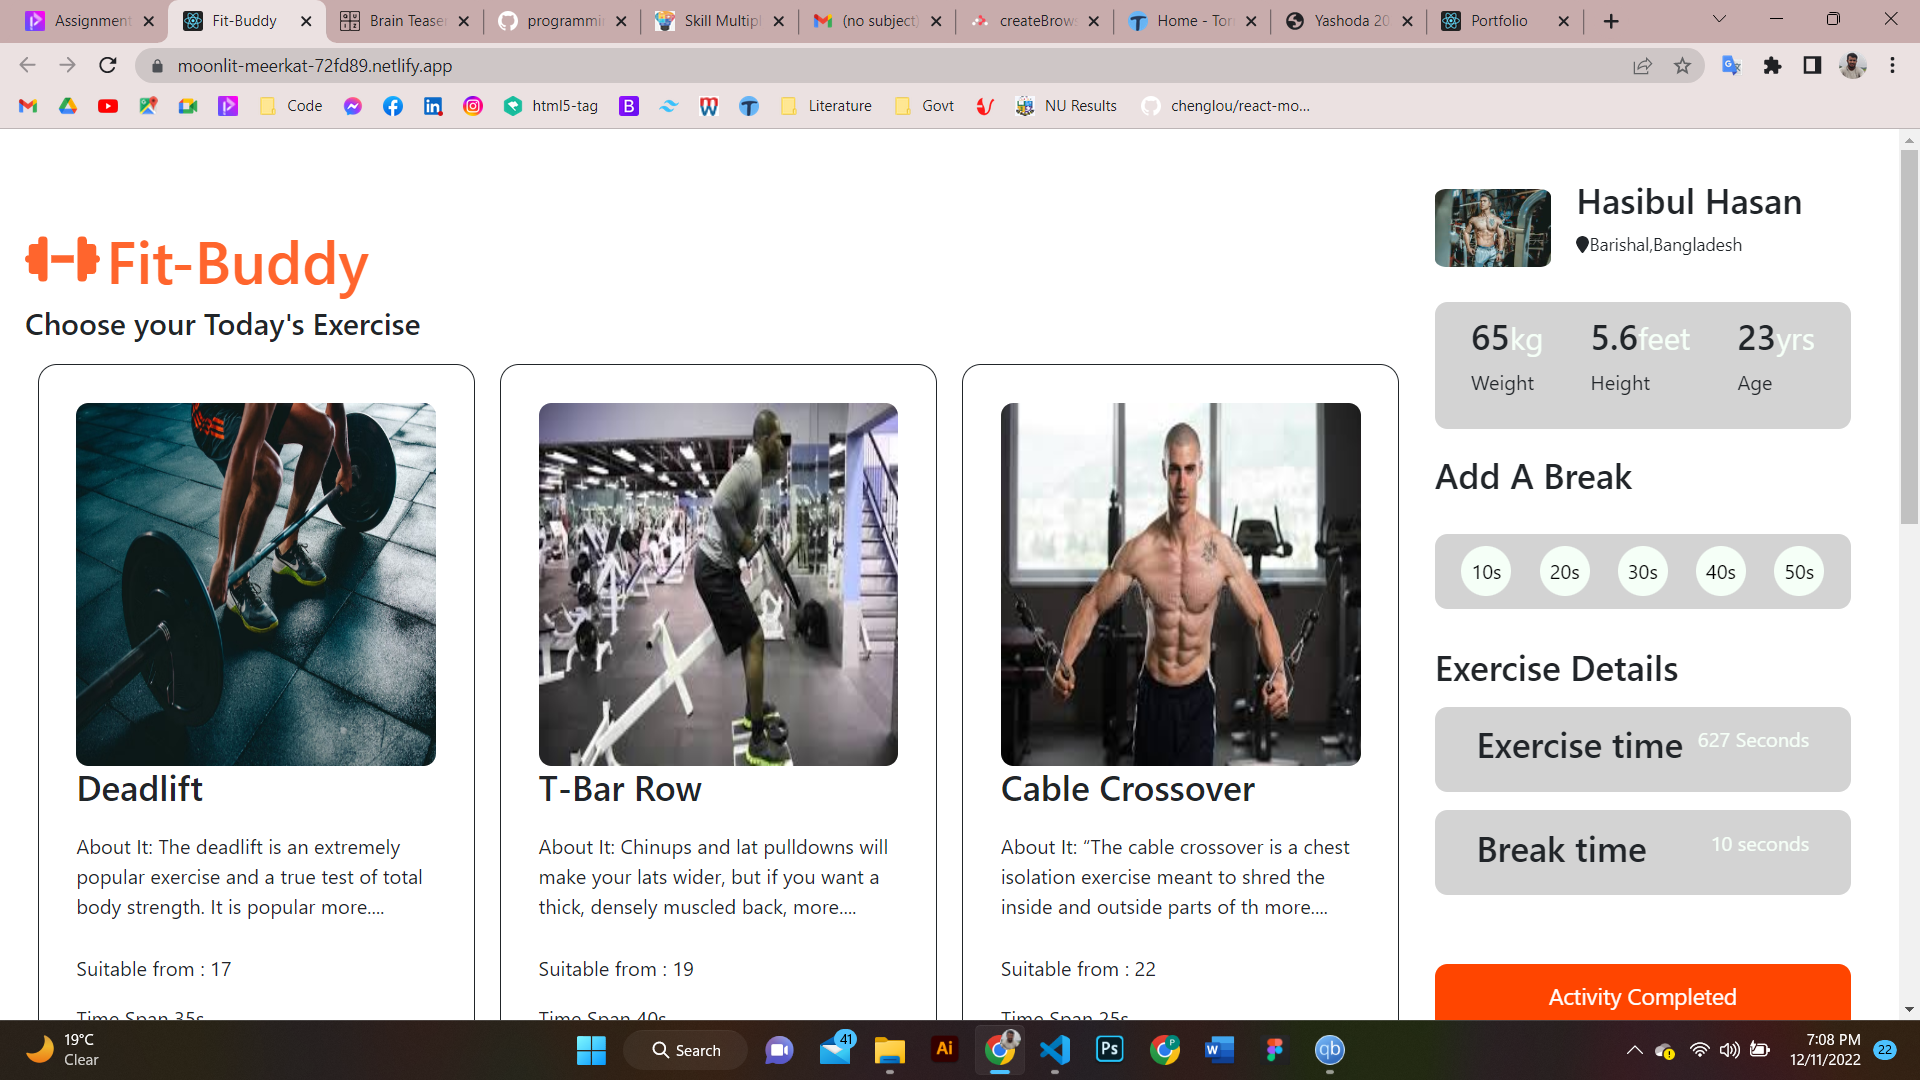 Assignment
Fit-Buddy
Brain Teaser
programmin
Skill Multipl
(no subject)
createBrow
Home - Tor
Yashoda 20
Portfolio
moonlit-meerkat-72fd89.netlify.app
Code
html5-tag
Literature
Govt
NU Results
chenglou/react-mo...
Fit-Buddy
Choose your Today's Exercise
Deadlift
About It: The deadlift is an extremely
popular exercise and a true test of total
body strength. It is popular more....
Suitable from : 17
Time Span 35s
T-Bar Row
About It: Chinups and lat pulldowns will
make your lats wider, but if you want a
thick, densely muscled back, more....
Suitable from : 19
Time Span 40s
Cable Crossover
About It: “The cable crossover is a chest
isolation exercise meant to shred the
inside and outside parts of th more....
Suitable from : 22
Time Span 25s
Hasibul Hasan
Barishal,Bangladesh
65kg 5.6feet 23yrs
Weight Height Age
Add A Break
10s 20s 30s 40s 50s
Exercise Details
Exercise time 627 Seconds
Break time 10 seconds
Activity Completed
19°C
Clear
Search
41
Ai
Ps
P
W
qb
7:08 PM
12/11/2022
22